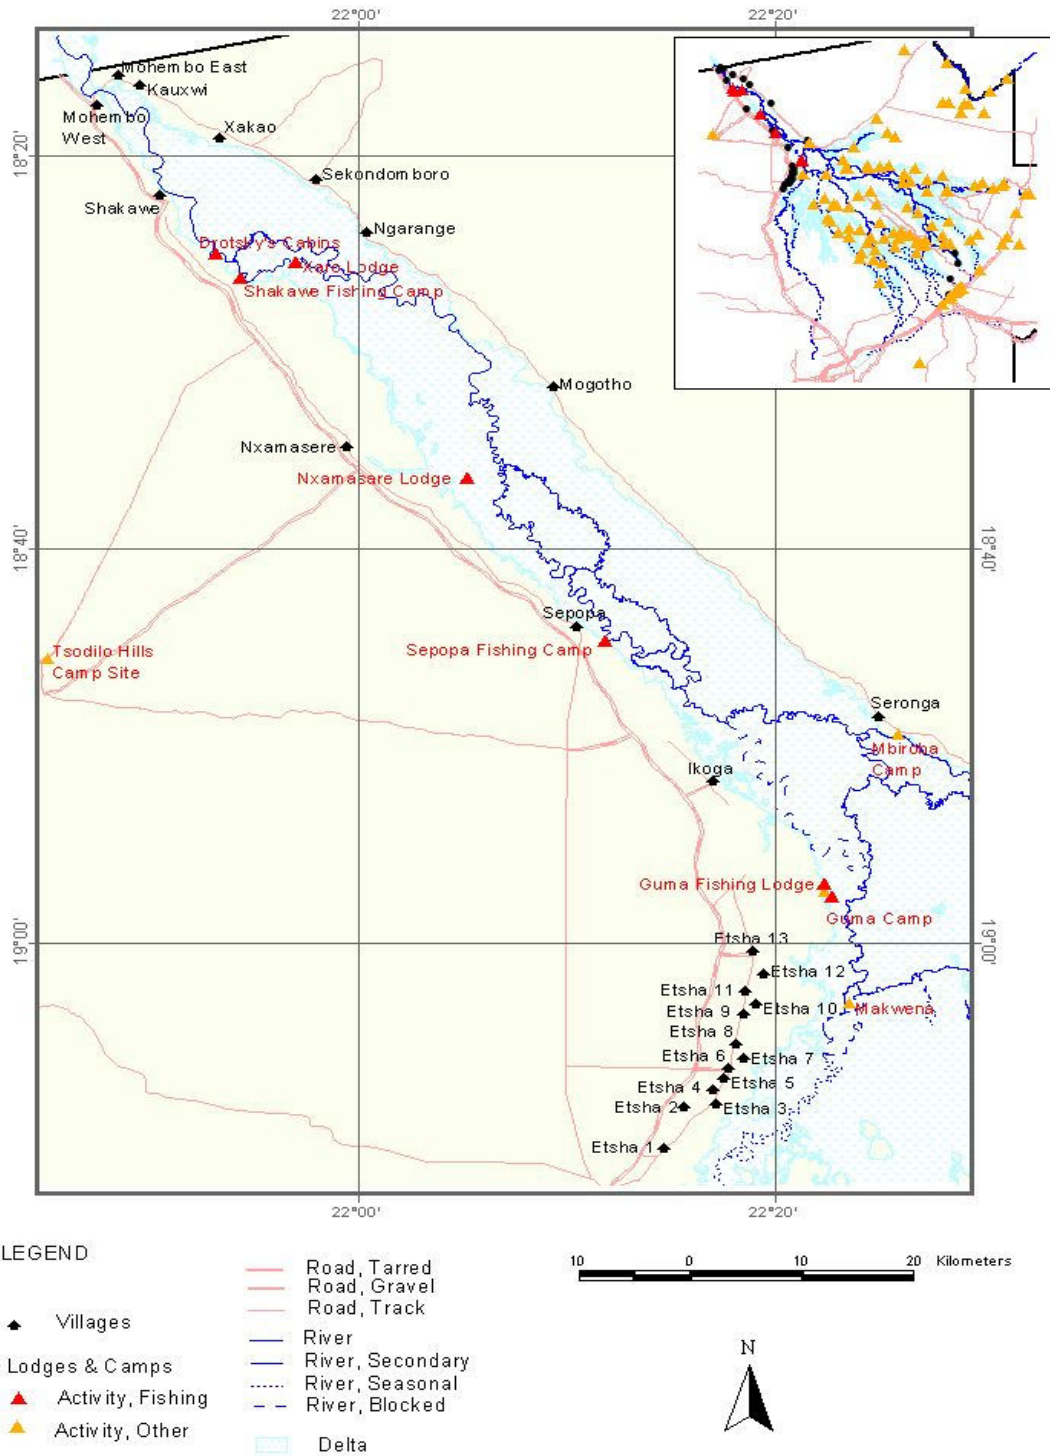 22°00'
22°20'
Mohembo East
Kauxwi
Mohembo
West
Xakao
18°20'
Sekondomboro
Shakawe
Ngarange
Drotsky's Cabins
Xaro Lodge
Shakawe Fishing Camp
Mogotho
Nxamasere
Nxamasare Lodge
18°40'
18°40'
Sepopa
Sepopa Fishing Camp
Tsodilo Hills
Camp Site
Seronga
Mbiroha
Camp
Ikoga
Guma Fishing Lodge
Guma Camp
19°00'
19°00'
Etsha 13
Etsha 12
Etsha 11
Etsha 10
Makwena
Etsha 9
Etsha 8
Etsha 7
Etsha 6
Etsha 5
Etsha 4
Etsha 3
Etsha 2
Etsha 1
22°00'
22°20'
LEGEND
Villages
Lodges & Camps
Activity, Fishing
Activity, Other
Road, Tarred
Road, Gravel
Road, Track
River
River, Secondary
River, Seasonal
River, Blocked
Delta
10 0 10 20 Kilometers
N